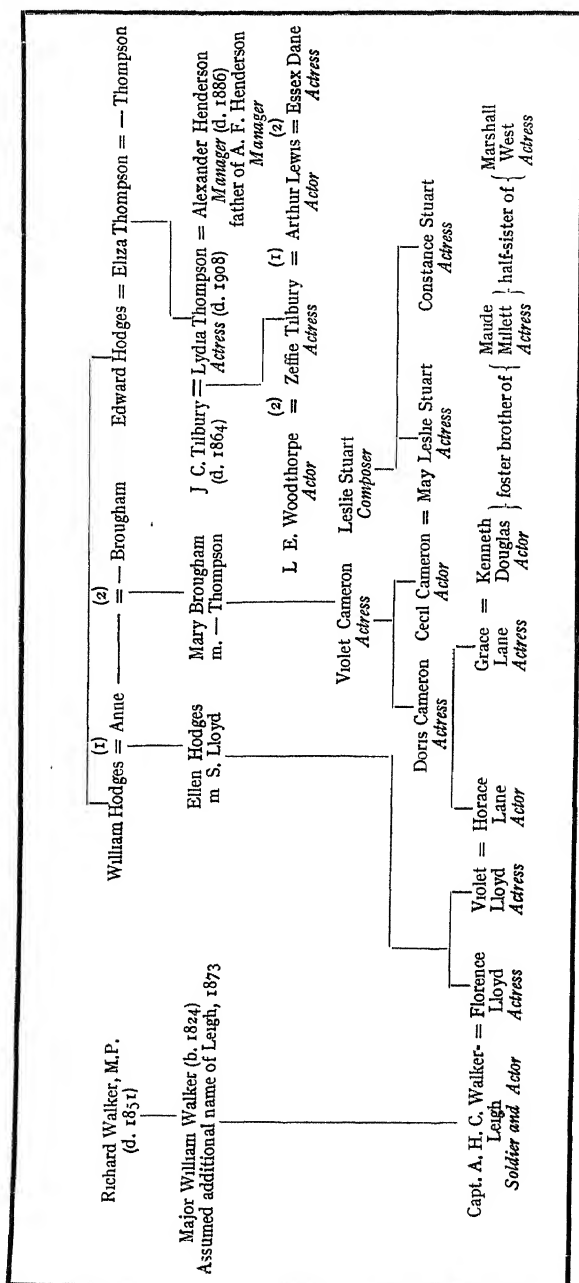 Richard Walker, M.P.
(d. 1851)
William Hodges = Anne = — Brougham
(1)
(2)
Edward Hodges = Eliza Thompson = — Thompson
Major William Walker (b. 1824)
Assumed additional name of Leigh, 1873
Ellen Hodges
m S. Lloyd
Mary Brougham
m. — Thompson
J C. Tilbury = Lydia Thompson = Alexander Henderson
(d. 1864)
Actress (d. 1908)
Manager (d. 1886)
father of A. F. Henderson
Manager
L E. Woodthorpe = Zeffie Tilbury = Arthur Lewis = Essex Dane
(2)
(1)
(2)
Actor
Actress
Actor
Actress
Violet Cameron
Actress
Leslie Stuart
Composer
Doris Cameron
Actress
Cecil Cameron = May Leslie Stuart
Actor
Actress
Constance Stuart
Actress
Capt. A. H. C. Walker- = Florence
Leigh
Lloyd
Soldier and Actor
Actress
Violet = Horace
Lloyd
Lane
Actress
Actor
Grace = Kenneth
Lane
Douglas
Actress
Actor
} foster brother of {
Maude
Millett
Actress
} half-sister of {
Marshall
West
Actress